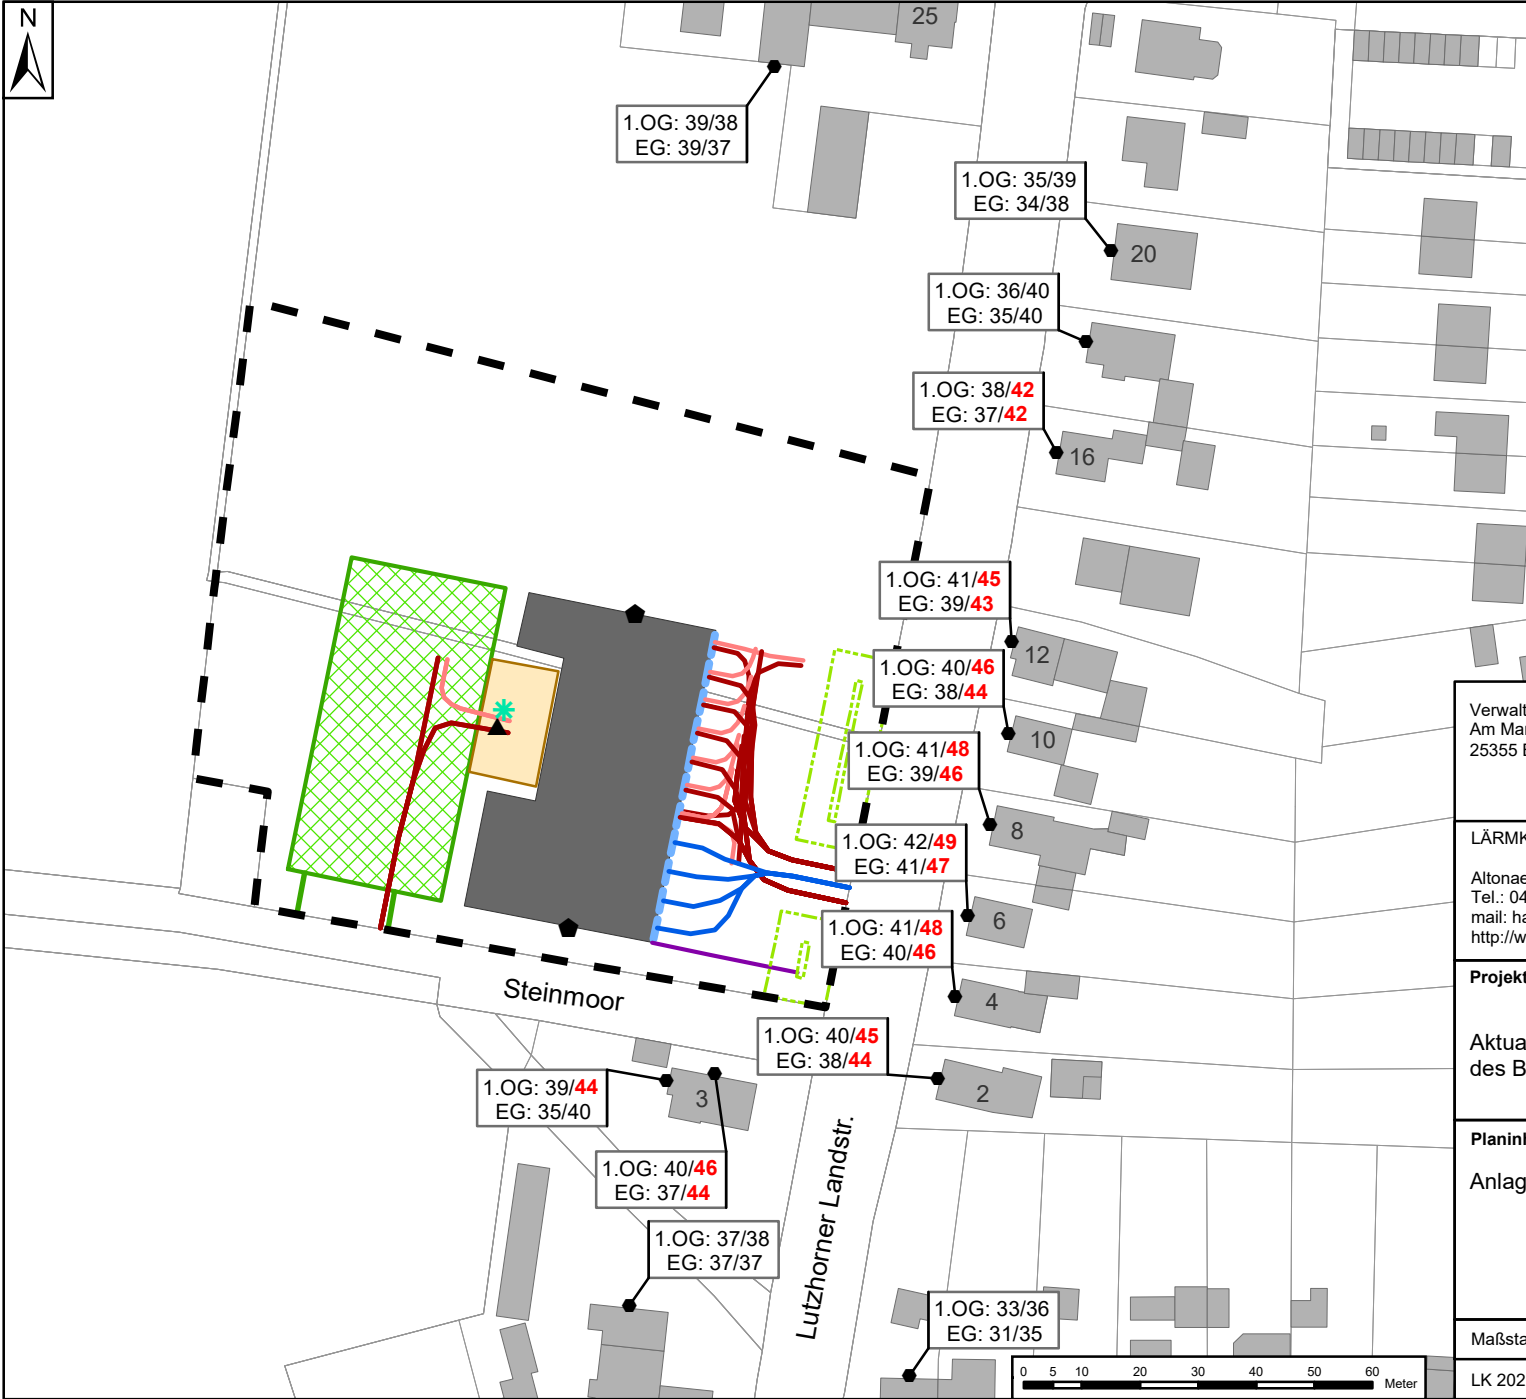 N
25
1.OG: 39/38
EG: 39/37
1.OG: 35/39
EG: 34/38
20
1.OG: 36/40
EG: 35/40
1.OG: 38/42
EG: 37/42
16
1.OG: 41/45
EG: 39/43
12
1.OG: 40/46
EG: 38/44
10
1.OG: 41/48
EG: 39/46
8
1.OG: 42/49
EG: 41/47
6
1.OG: 41/48
EG: 40/46
4
Steinmoor
1.OG: 40/45
EG: 38/44
2
1.OG: 39/44
EG: 35/40
3
1.OG: 40/46
EG: 37/44
1.OG: 37/38
EG: 37/37
Lutzhorner Landstr.
1.OG: 33/36
EG: 31/35
0 5 10 20 30 40 50 60 Meter
Verwalt
Am Mar
25355 B
LÄRMK
Altonae
Tel.: 04
mail: ha
http://w
Projekt
Aktua
des B
Planinh
Anlag
Maßsta
LK 202